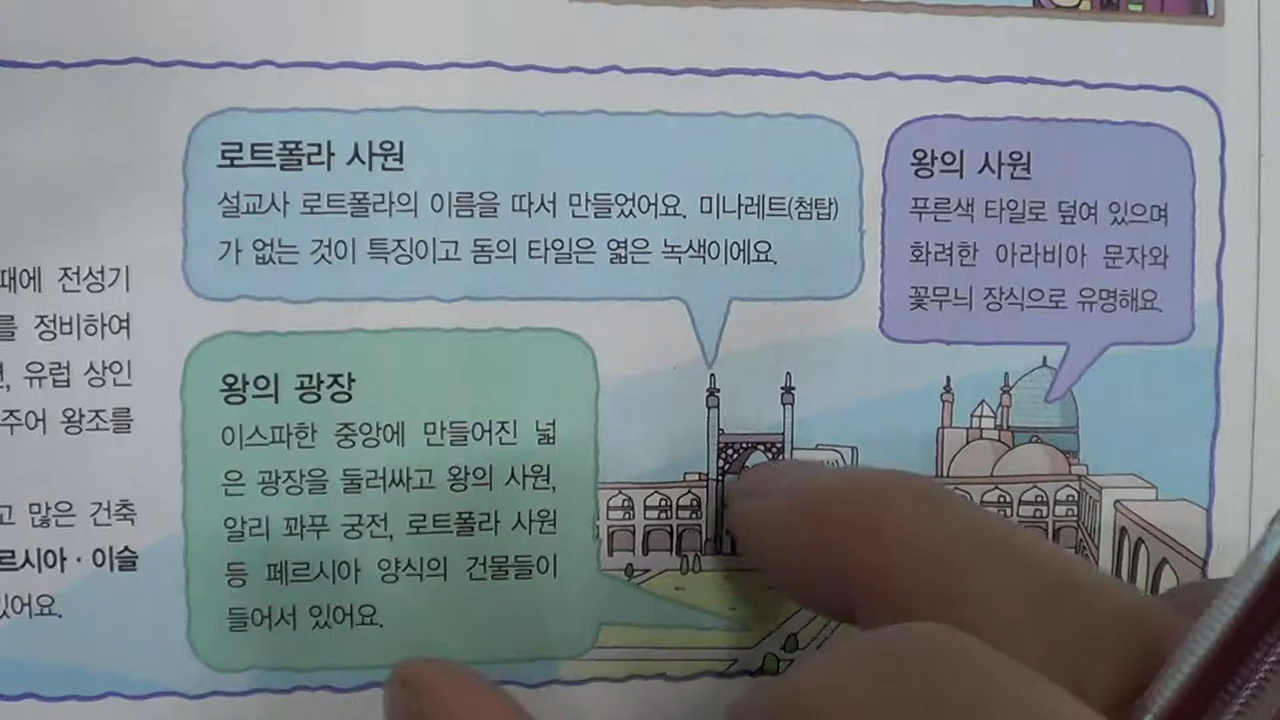 때에 전성기
를 정비하여
유럽 상인
주어 왕조를
고 많은 건축
르시아·이슬
있어요.
로트폴라 사원
설교사 로트폴라의 이름을 따서 만들었어요. 미나레트(첨탑)
가 없는 것이 특징이고 돔의 타일은 엷은 녹색이에요.
왕의 사원
푸른색 타일로 덮여 있으며
화려한 아라비아 문자와
꽃무늬 장식으로 유명해요.
왕의 광장
이스파한 중앙에 만들어진 넓
은 광장을 둘러싸고 왕의 사원,
알리 꽈푸 궁전, 로트폴라 사원
등 페르시아 양식의 건물들이
들어서 있어요.